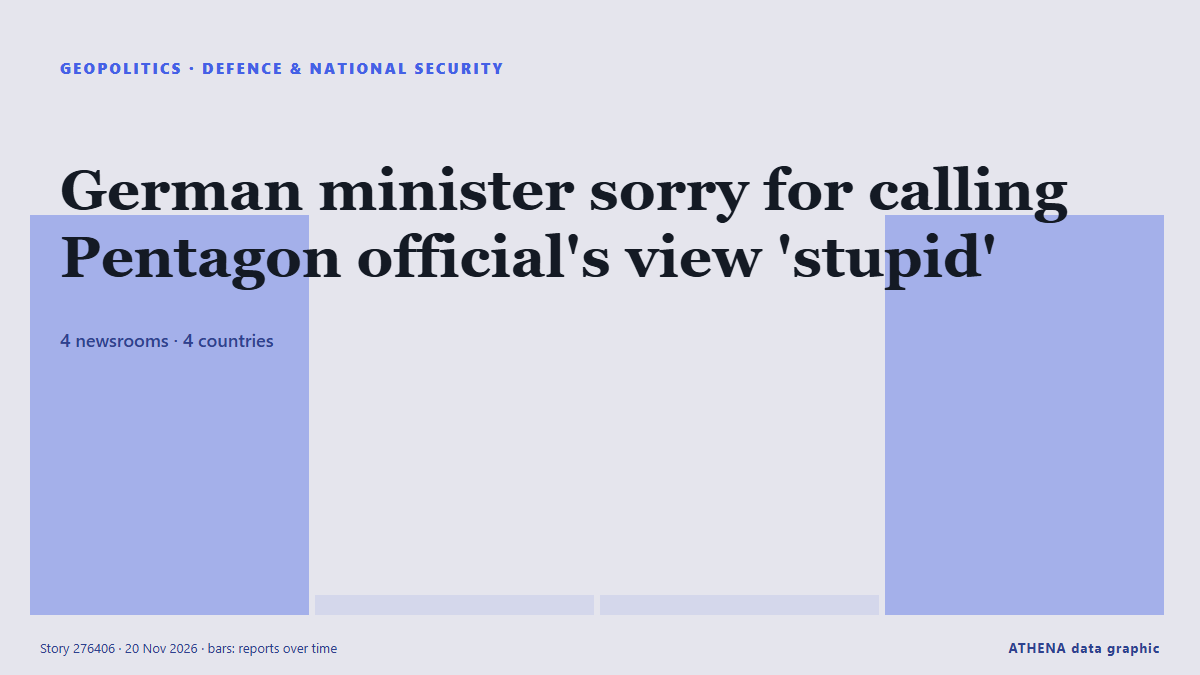 GEOPOLITICS · DEFENCE & NATIONAL SECURITY
German minister sorry for calling
Pentagon official's view 'stupid'
4 newsrooms · 4 countries
Story 276406 · 20 Nov 2026 · bars: reports over time
ATHENA data graphic